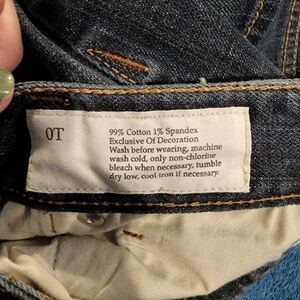 0T
99% Cotton 1% Spandex
Exclusive Of Decoration
Wash before wearing, machine
wash cold, only non-chlorine
bleach when necessary, tumble
dry low, cool iron if necessary.